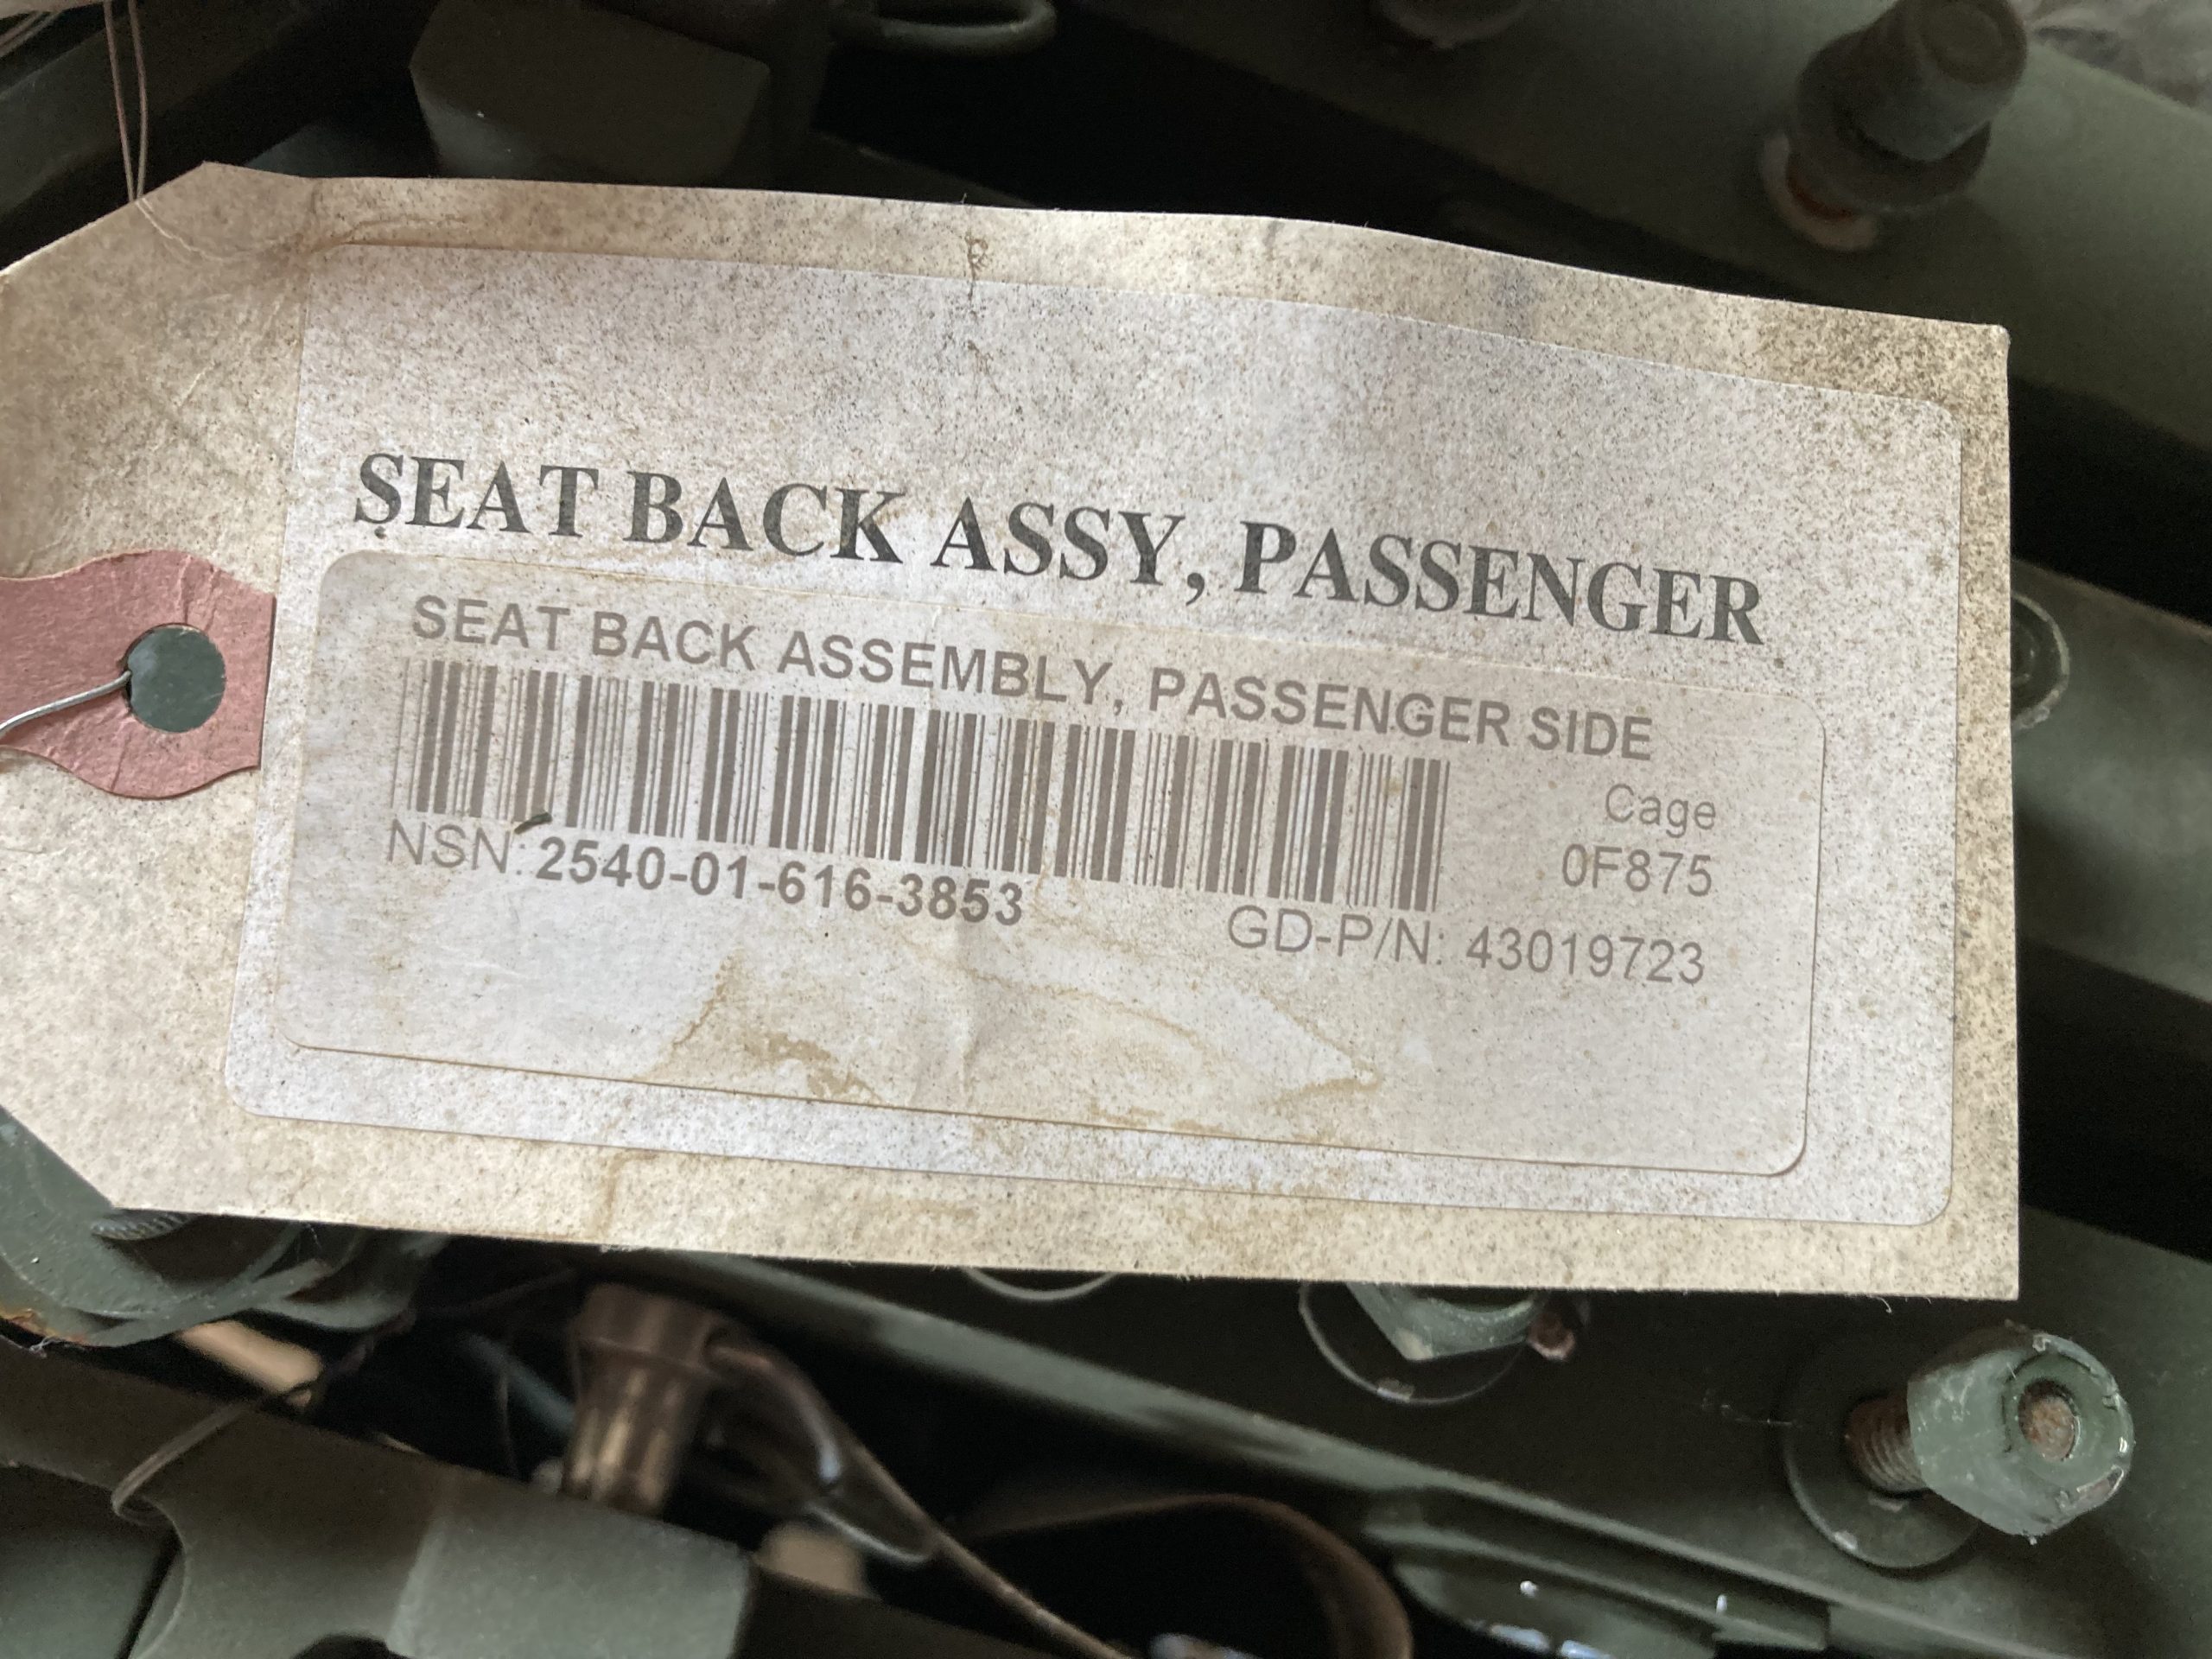 SEAT BACK ASSY, PASSENGER
SEAT BACK ASSEMBLY, PASSENGER SIDE
Cage
0F875
NSN: 2540-01-616-3853
GD-P/N: 43019723